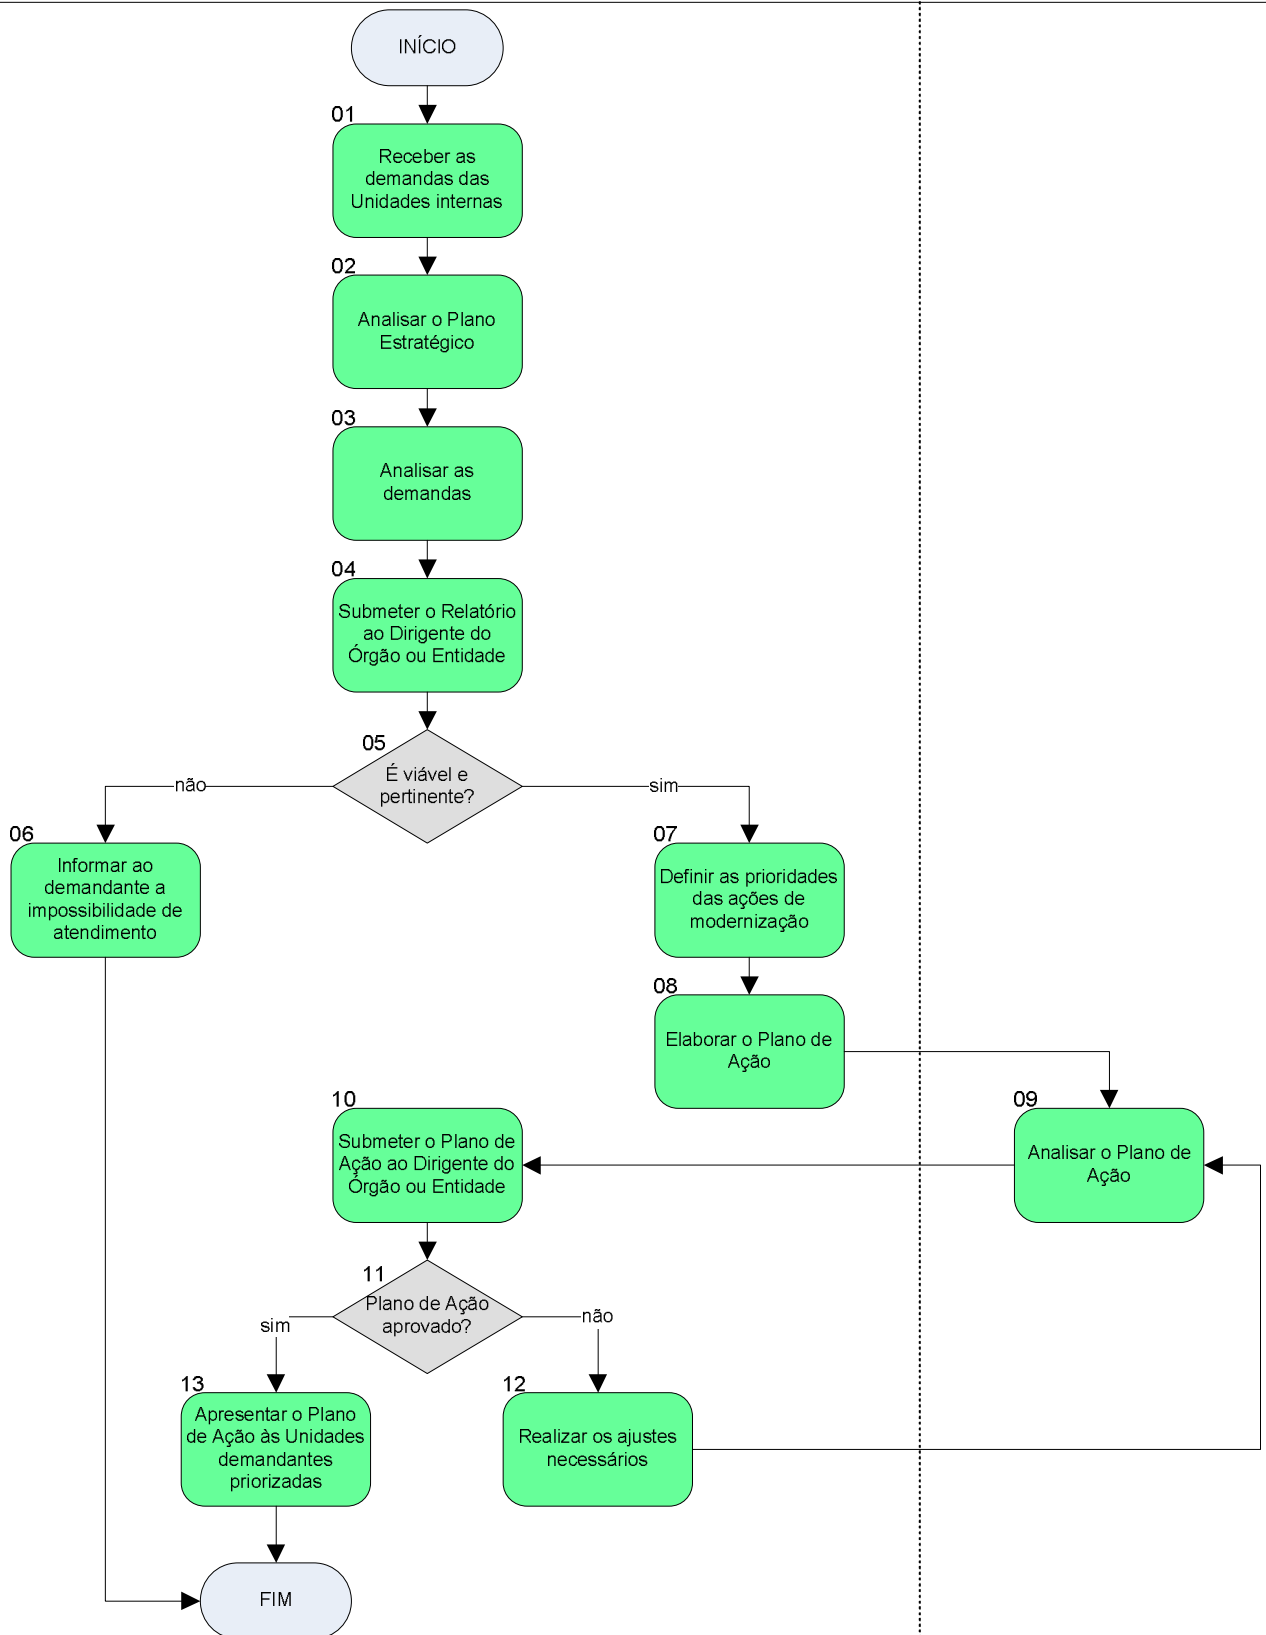 INÍCIO
01
Receber as
demandas das
Unidades internas
02
Analisar o Plano
Estratégico
03
Analisar as
demandas
04
Submeter o Relatório
ao Dirigente do
Órgão ou Entidade
05
É viável e
pertinente?
não
sim
06
Informar ao
demandante a
impossibilidade de
atendimento
07
Definir as prioridades
das ações de
modernização
08
Elaborar o Plano de
Ação
09
Analisar o Plano de
Ação
10
Submeter o Plano de
Ação ao Dirigente do
Órgão ou Entidade
11
Plano de Ação
aprovado?
sim
não
13
Apresentar o Plano
de Ação às Unidades
demandantes
priorizadas
12
Realizar os ajustes
necessários
FIM